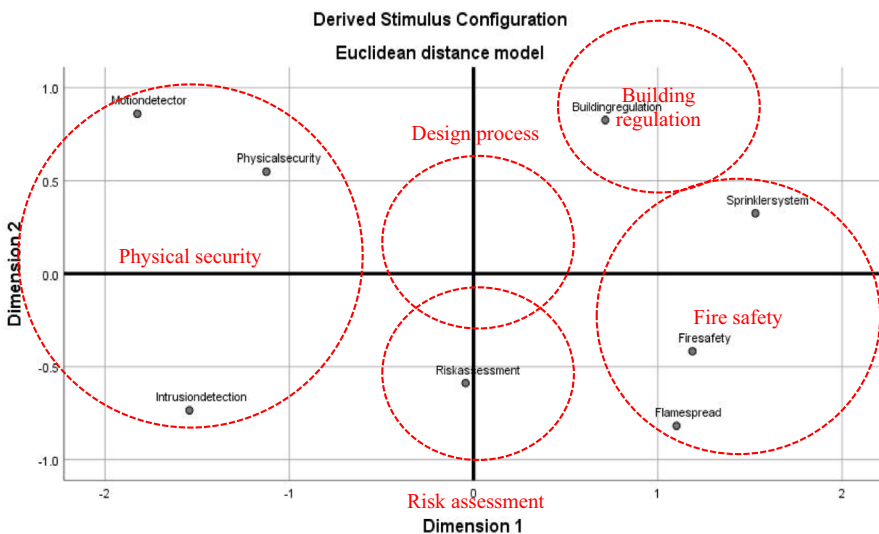 Derived Stimulus Configuration
Euclidean distance model
Dimension 2
1.0
0.5
0.0
-0.5
-1.0
Motiondetector
Buildingregulation
Building
regulation
Design process
Physicalsecurity
Sprinklersystem
Physical security
Fire safety
Firesafety
Riskassessment
Intrusiondetection
Flamespread
-2
-1
0
1
2
Risk assessment
Dimension 1